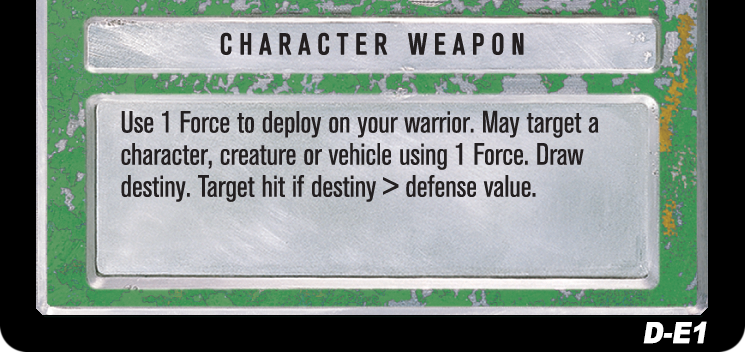 CHARACTER WEAPON
Use 1 Force to deploy on your warrior. May target a
character, creature or vehicle using 1 Force. Draw
destiny. Target hit if destiny > defense value.
D-E1